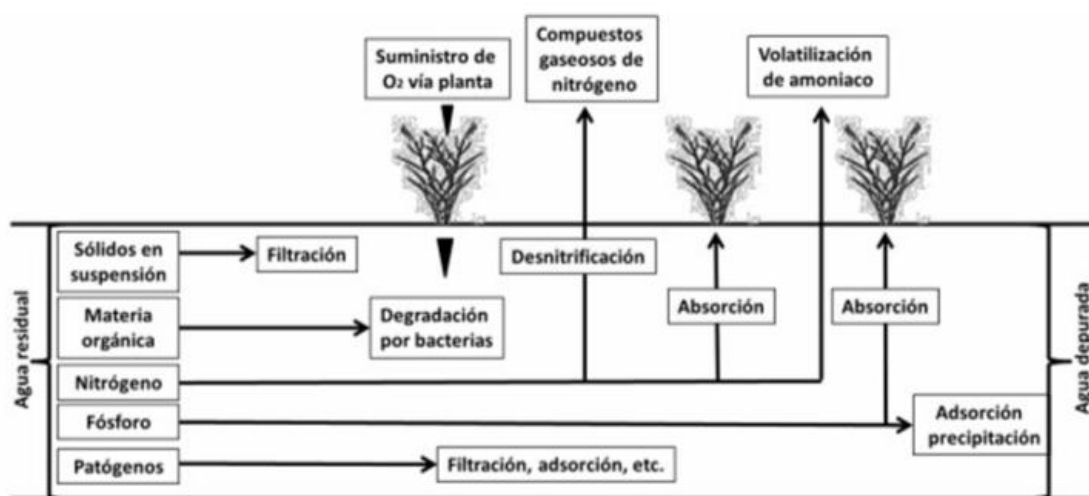 Suministro de
O₂ vía planta
Compuestos
gaseosos de
nitrógeno
Volatilización
de amoniaco
Agua residual
Sólidos en
suspensión
Filtración
Desnitrificación
Materia
orgánica
Degradación
por bacterias
Absorción
Absorción
Nitrógeno
Fósforo
Adsorción
precipitación
Patógenos
Filtración, adsorción, etc.
Agua depurada